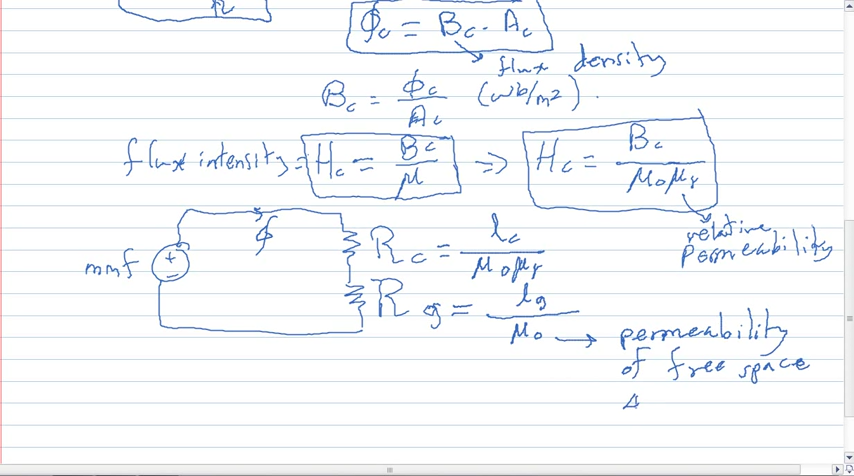 ϕc = Bc . Ac
flux density
Bc = ϕc / Ac (wb/m²) .
flux intensity = Hc = Bc / μ => Hc = Bc / μ0μr
relative
permeability
ϕ
mmf + − Rc = lc / μ0μr
Rg = lg / μ0 → permeability
of free space